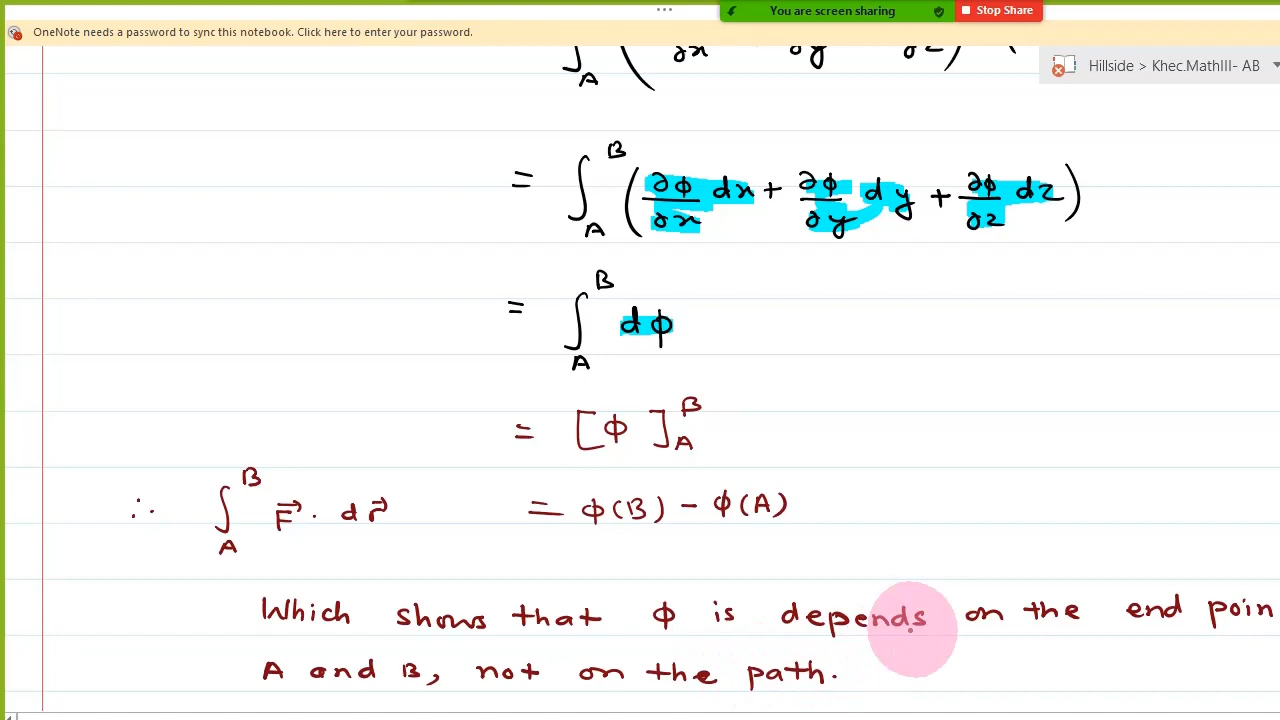 You are screen sharing
Stop Share
OneNote needs a password to sync this notebook. Click here to enter your password.
Hillside > Khec.MathIII- AB
∫_A ( ∂x ∂y ∂z ) (
= ∫_A^B ( ∂ϕ/∂x dx + ∂ϕ/∂y dy + ∂ϕ/∂z dz )
= ∫_A^B dϕ
= [ϕ]_A^B
∴ ∫_A^B F⃗ . dr⃗ = ϕ(B) - ϕ(A)
Which shows that ϕ is depends on the end poin
A and B, not on the path.